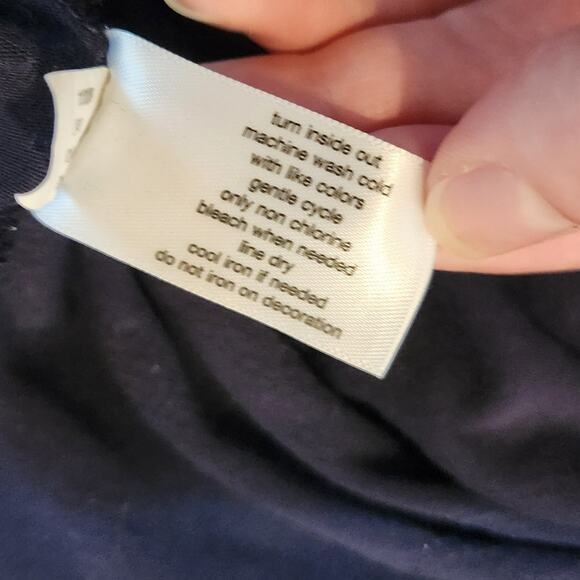 turn inside out
machine wash cold
with like colors
gentle cycle
only non chlorine
bleach when needed
line dry
cool iron if needed
do not iron on decoration